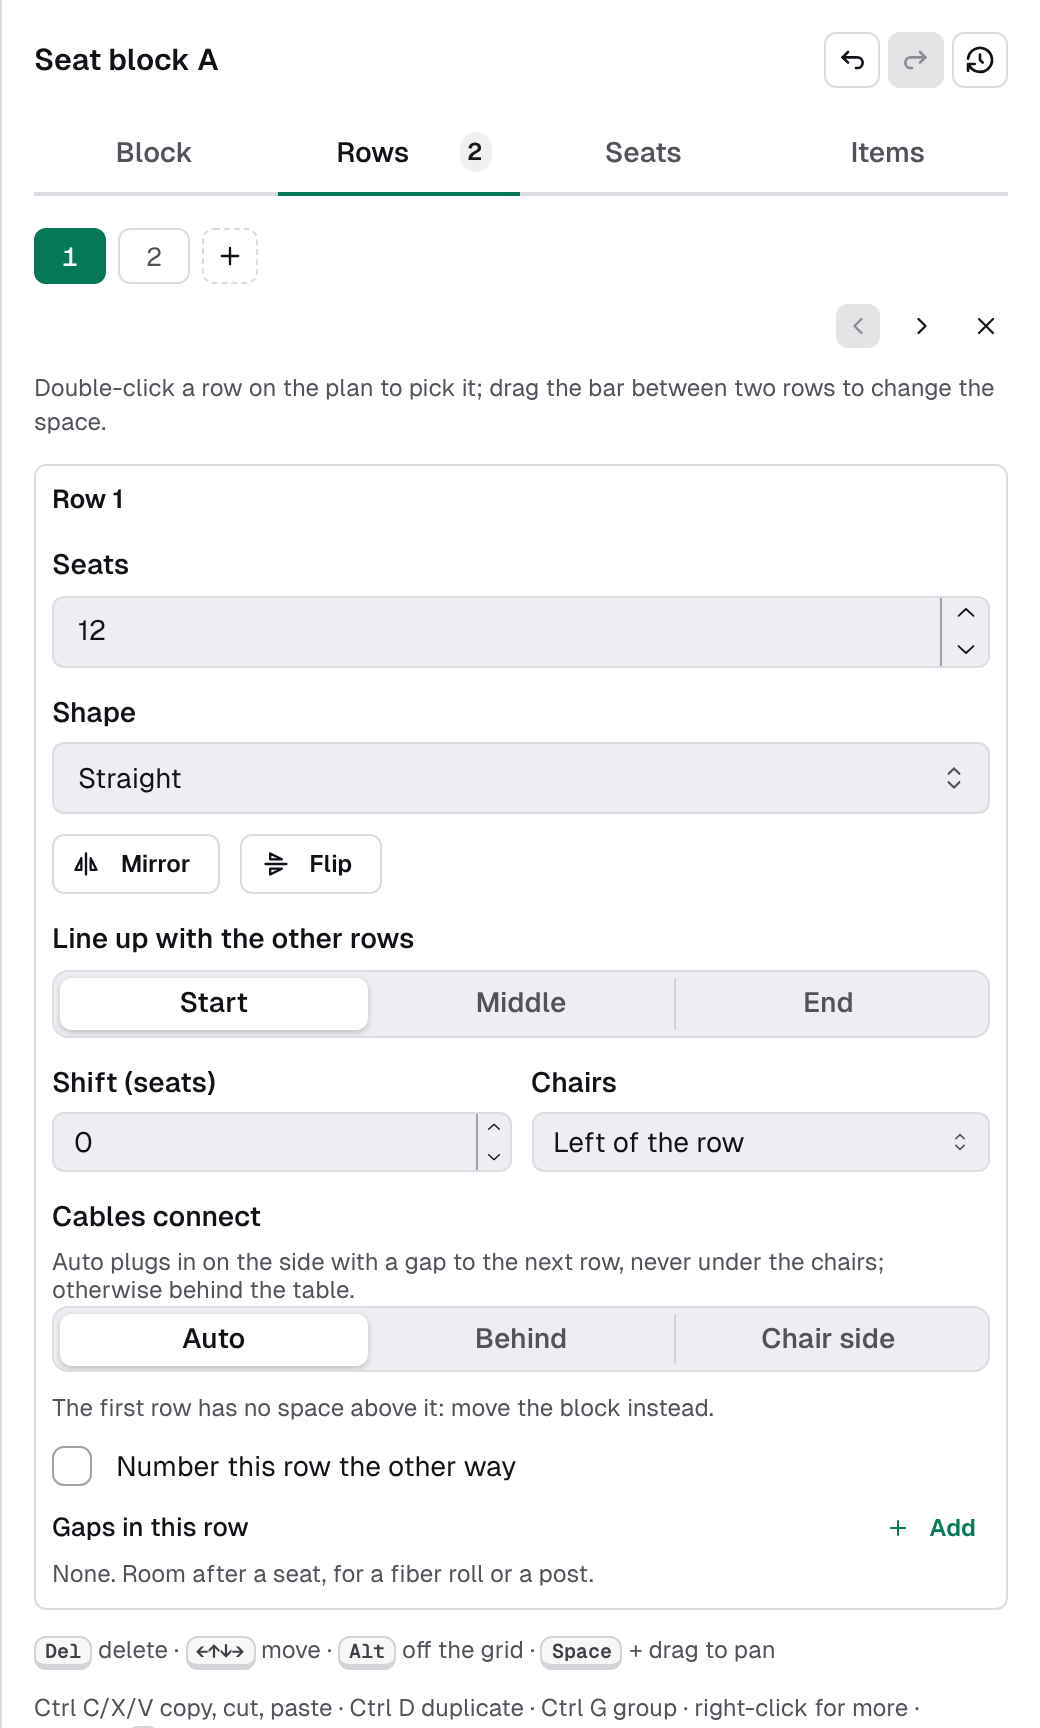 Seat block A
Block
Rows 2
Seats
Items
1
2
+
Double-click a row on the plan to pick it; drag the bar between two rows to change the
space.
Row 1
Seats
12
Shape
Straight
Mirror
Flip
Line up with the other rows
Start
Middle
End
Shift (seats)
Chairs
0
Left of the row
Cables connect
Auto plugs in on the side with a gap to the next row, never under the chairs;
otherwise behind the table.
Auto
Behind
Chair side
The first row has no space above it: move the block instead.
Number this row the other way
Gaps in this row
+ Add
None. Room after a seat, for a fiber roll or a post.
Del delete · ←↑↓→ move · Alt off the grid · Space + drag to pan
Ctrl C/X/V copy, cut, paste · Ctrl D duplicate · Ctrl G group · right-click for more ·